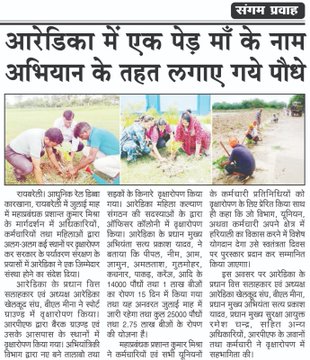 संगम प्रवाह
आरेडिका में एक पेड़ माँ के नाम
अभियान के तहत लगाए गये पौधे
रायबरेली। आधुनिक रेल डिब्बा
कारखाना, रायबरेली में जुलाई माह
में महाप्रबंधक प्रशान्त कुमार मिश्रा
के मार्गदर्शन में अधिकारियों,
कर्मचारियों तथा महिलाओं द्वारा
अलग-अलग कई स्थानों पर वृक्षारोपण
कर सरकार के पर्यावरण संरक्षण के
प्रयासों में आरेडिका ने एक जिम्मेदार
संस्था होने का संदेश दिया।
आरेडिका के प्रधान वित्त
सलाहकार एवं अध्यक्ष आरेडिका
खेलकूद संघ, बीएल मीना ने स्पोर्ट
ग्राउण्ड में वृक्षारोपण किया।
आरपीएफ द्वारा बैरक ग्राउण्ड एवं
उसके आसपास के स्थानों में
वृक्षारोपण किया गया। अभियांत्रिकी
विभाग द्वारा नए बने तालाबो तथा
सड़को के किनारे वृक्षारोपण किया
गया। आरेडिका महिला कल्याण
संगठन की सदस्याओं के द्वारा
ऑफिसर कॉलोनी में वृक्षारोपण किया
गया। आरेडिका के प्रधान मुख्य
अभियंता सत्य प्रकाश यादव, ने
बताया कि पीपल, नीम, आम,
जामुन, अमलताश, गुलमोहर,
कचनार, पाकड़, करेंज, आदि के
14000 पौधों तथा 1 लाख बीजों
का रोपण 15 दिन में किया गया
तथा यह अनवरत जुलाई माह में
जारी रहेगा तथा कुल 25000 पौधों
तथा 2.75 लाख बीजों के रोपण
की योजना है।
महाप्रबंधक प्रशान्त कुमार मिश्रा
ने कर्मचारियों एवं सभी यूनियनों
के कर्मचारी प्रतिनिधियों को
वृक्षारोपण के लिए प्रेरित किया साथ
ही कहा कि जो विभाग, यूनियन,
अथवा कर्मचारी अपने क्षेत्र में
हरियाली का विकास करने में विशेष
योगदान देगा उसे स्वतंत्रता दिवस
पर पुरस्कार प्रदान कर सम्मानित
किया जाएगा।
इस अवसर पर आरेडिका के
प्रधान वित्त सलाहकार एवं अध्यक्ष
आरेडिका खेलकूद संघ, बीएल मीना,
प्रधान मुख्य अभियंता सत्य प्रकाश
यादव, प्रधान मुख्य सुरक्षा आयुक्त
रमेश चन्द्र, सहित अन्य
अधिकारियों, आरपीएफ के जवानों
तथा कर्मचारी ने वृक्षारोपण में
सहभागिता की।